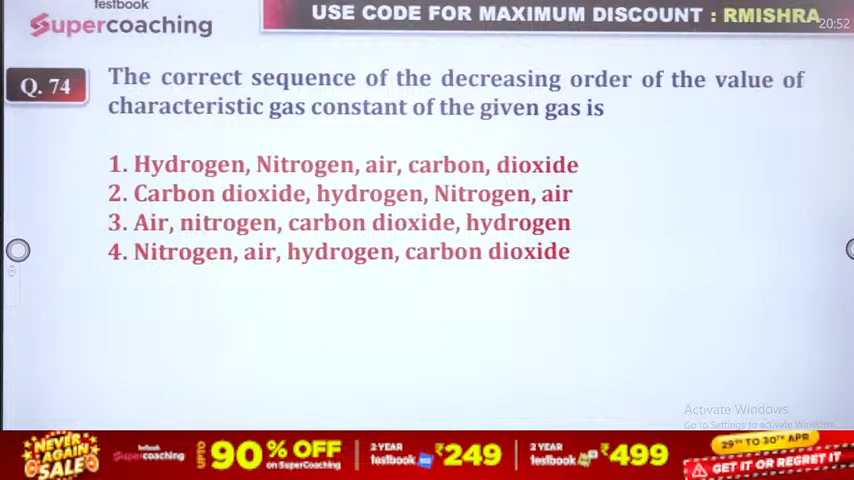 testbook
Supercoaching
USE CODE FOR MAXIMUM DISCOUNT : RMISHRA
20:52
Q. 74
The correct sequence of the decreasing order of the value of
characteristic gas constant of the given gas is
1. Hydrogen, Nitrogen, air, carbon, dioxide
2. Carbon dioxide, hydrogen, Nitrogen, air
3. Air, nitrogen, carbon dioxide, hydrogen
4. Nitrogen, air, hydrogen, carbon dioxide
Activate Windows
Go to Settings to activate Windows.
NEVER AGAIN SALE
testbook
Supercoaching
UPTO 90% OFF
on SuperCoaching
2 YEAR
testbook
₹249
2 YEAR
testbook
₹499
29TH TO 30TH APR
GET IT OR REGRET IT